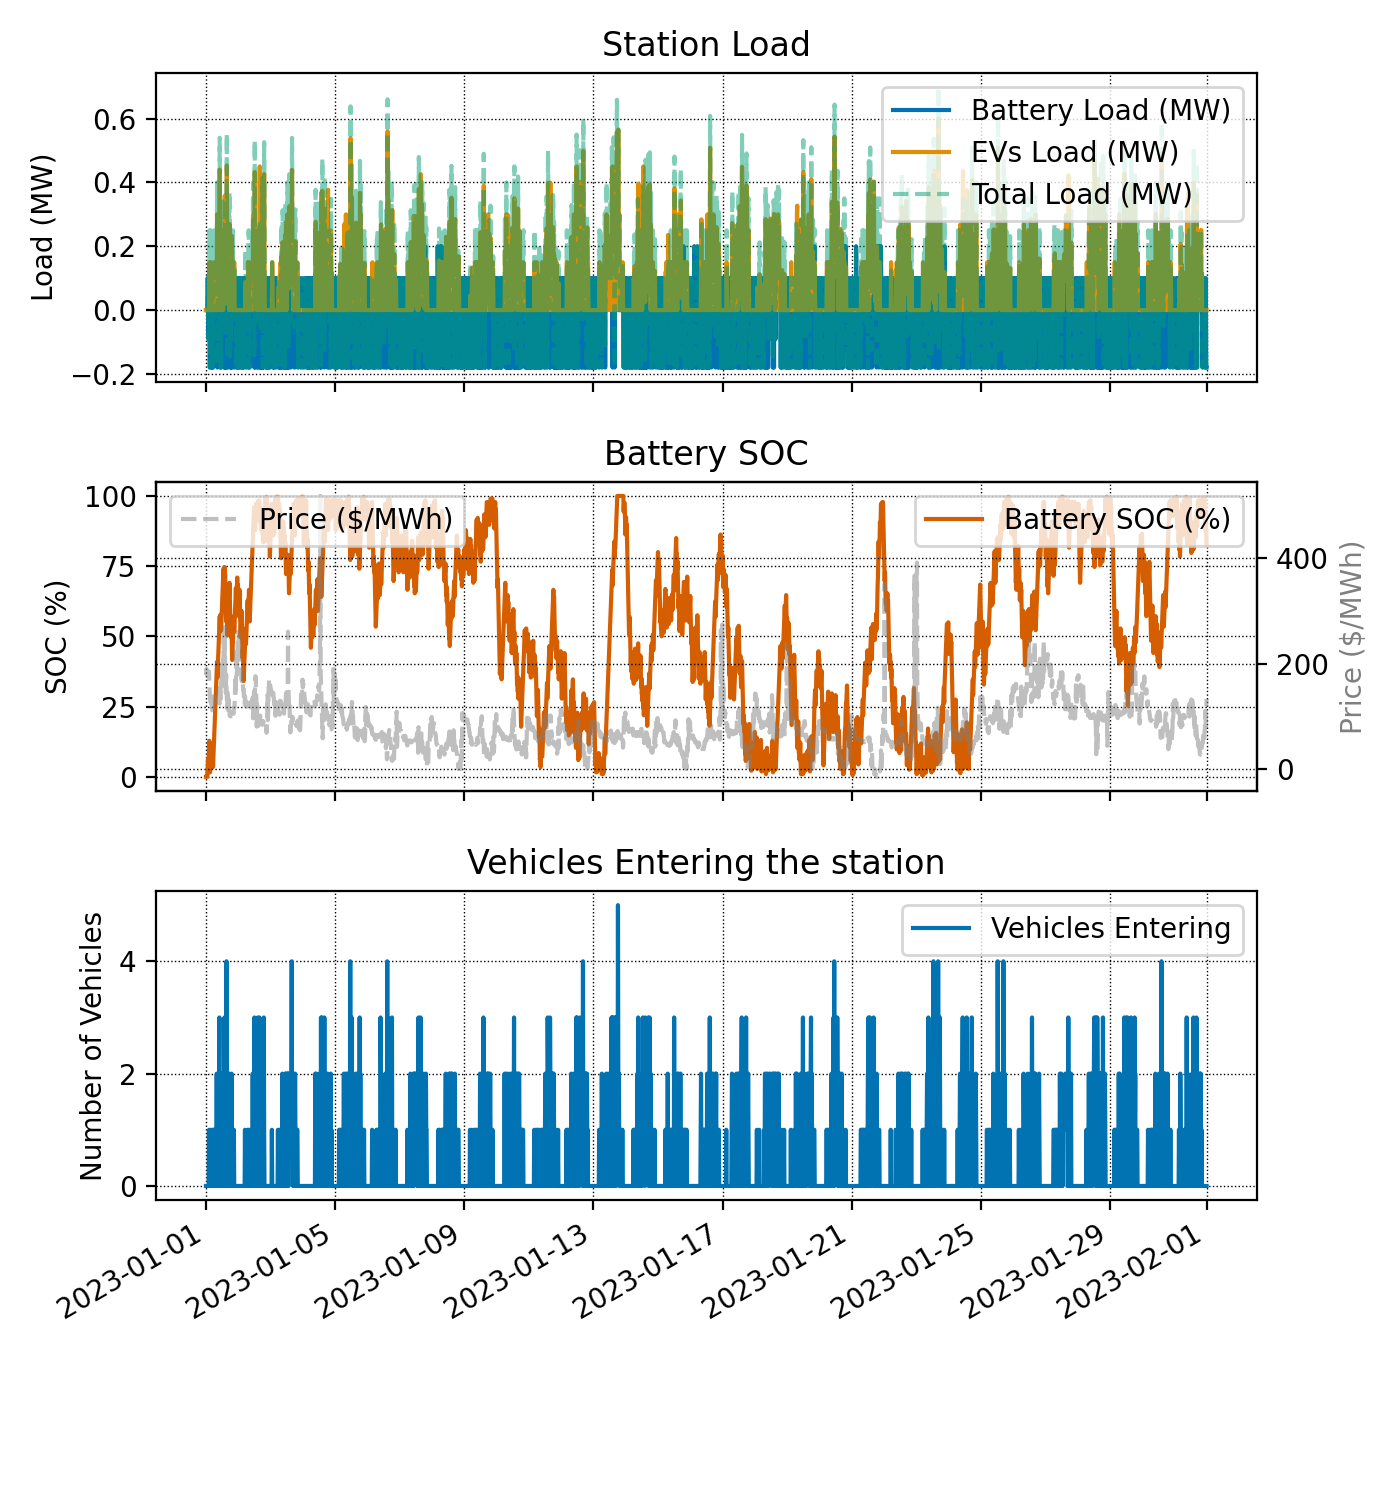 Station Load
Load (MW)
0.6
0.4
0.2
0.0
−0.2
Battery Load (MW)
EVs Load (MW)
Total Load (MW)
Battery SOC
SOC (%)
100
75
50
25
0
Price ($/MWh)
Battery SOC (%)
400
200
0
Price ($/MWh)
Vehicles Entering the station
Number of Vehicles
4
2
0
Vehicles Entering
2023-01-01
2023-01-05
2023-01-09
2023-01-13
2023-01-17
2023-01-21
2023-01-25
2023-01-29
2023-02-01